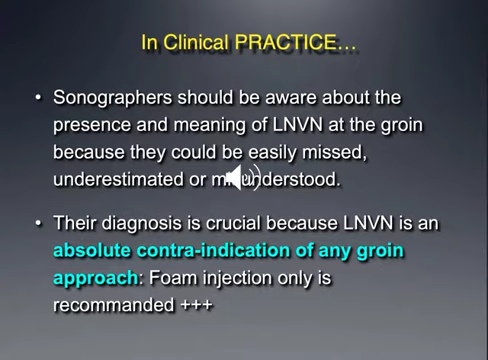 In Clinical PRACTICE…
• Sonographers should be aware about the
presence and meaning of LNVN at the groin
because they could be easily missed,
underestimated or misunderstood.
• Their diagnosis is crucial because LNVN is an
absolute contra-indication of any groin
approach: Foam injection only is
recommanded +++